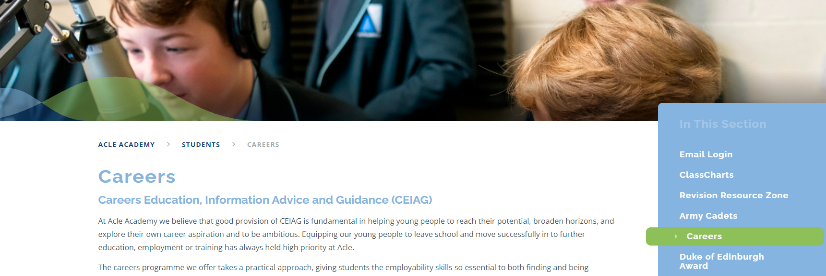 ACLE ACADEMY > STUDENTS > CAREERS
Careers
Careers Education, Information Advice and Guidance (CEIAG)
At Acle Academy we believe that good provision of CEIAG is fundamental in helping young people to reach their potential, broaden horizons, and
explore their own career aspiration and to be ambitious. Equipping our young people to leave school and move successfully in to further
education, employment or training has always held high priority at Acle.
The careers programme we offer takes a practical approach, giving students the employability skills so essential to both finding and being
In This Section
Email Login
ClassCharts
Revision Resource Zone
Army Cadets
› Careers
Duke of Edinburgh
Award